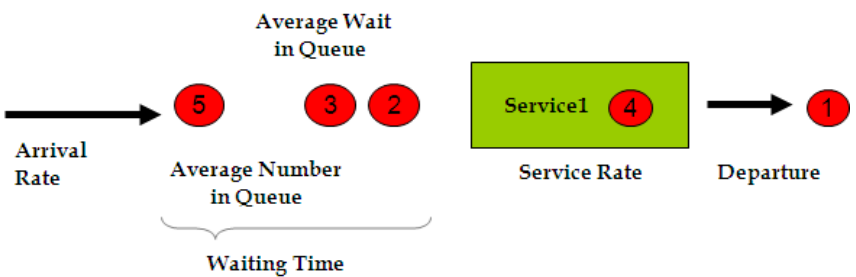 Average Wait
in Queue
5
3
2
Service1
4
1
Arrival
Rate
Average Number
in Queue
Service Rate
Departure
Waiting Time